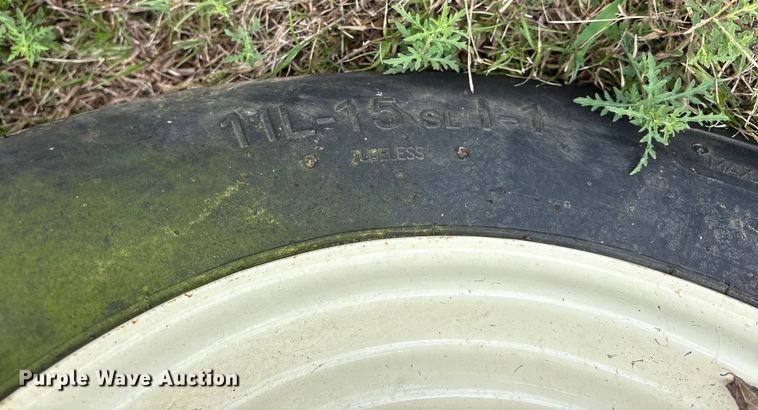 11L-15 SL I-1
TUBELESS
Purple Wave Auction